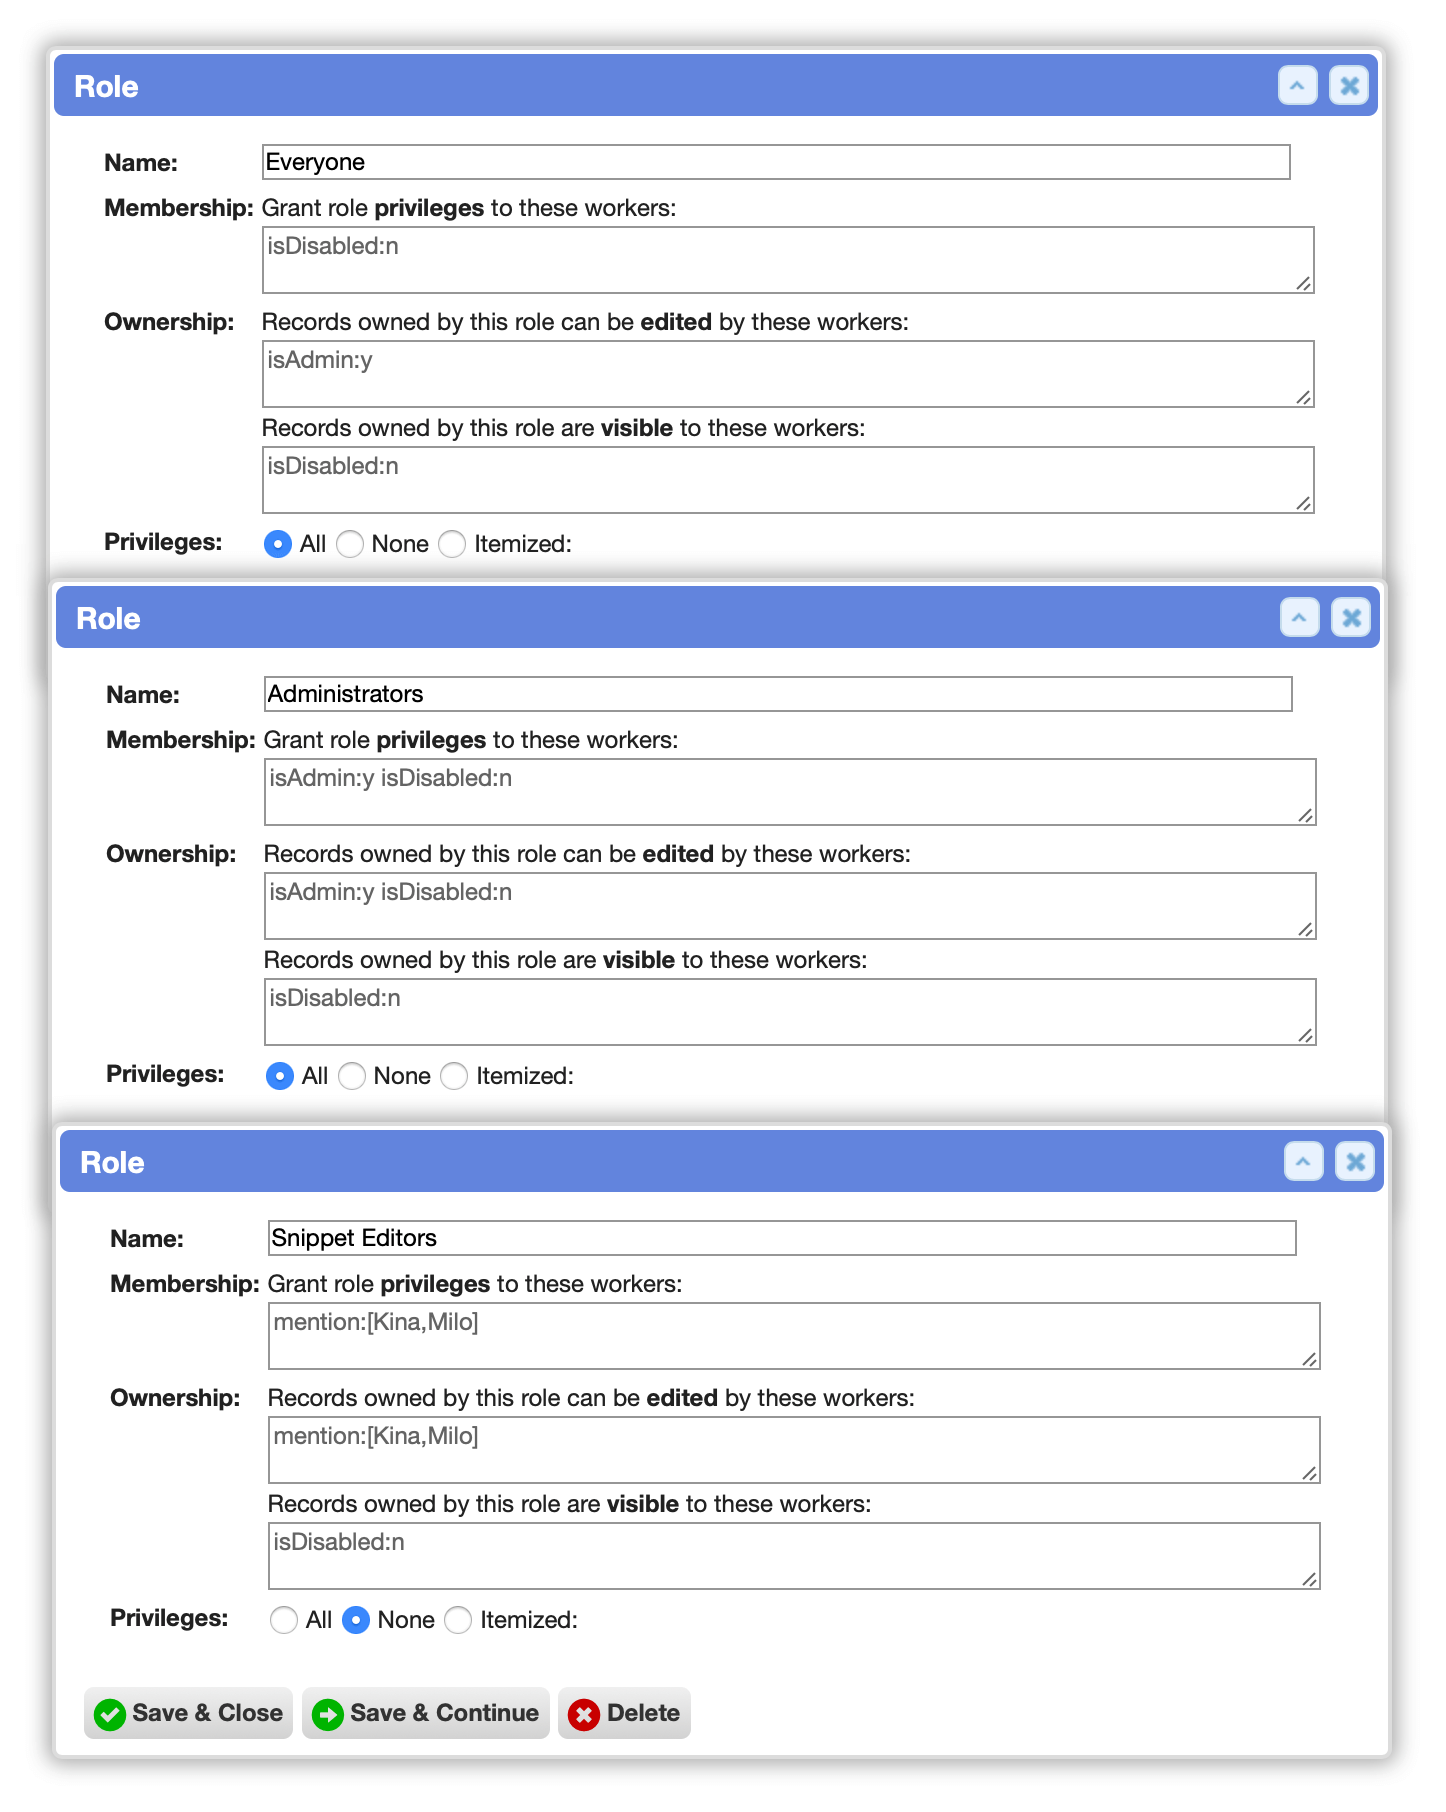 Role
Name: Everyone
Membership: Grant role privileges to these workers:
isDisabled:n
Ownership: Records owned by this role can be edited by these workers:
isAdmin:y
Records owned by this role are visible to these workers:
isDisabled:n
Privileges: All None Itemized:
Role
Name: Administrators
Membership: Grant role privileges to these workers:
isAdmin:y isDisabled:n
Ownership: Records owned by this role can be edited by these workers:
isAdmin:y isDisabled:n
Records owned by this role are visible to these workers:
isDisabled:n
Privileges: All None Itemized:
Role
Name: Snippet Editors
Membership: Grant role privileges to these workers:
mention:[Kina,Milo]
Ownership: Records owned by this role can be edited by these workers:
mention:[Kina,Milo]
Records owned by this role are visible to these workers:
isDisabled:n
Privileges: All None Itemized:
Save & Close Save & Continue Delete